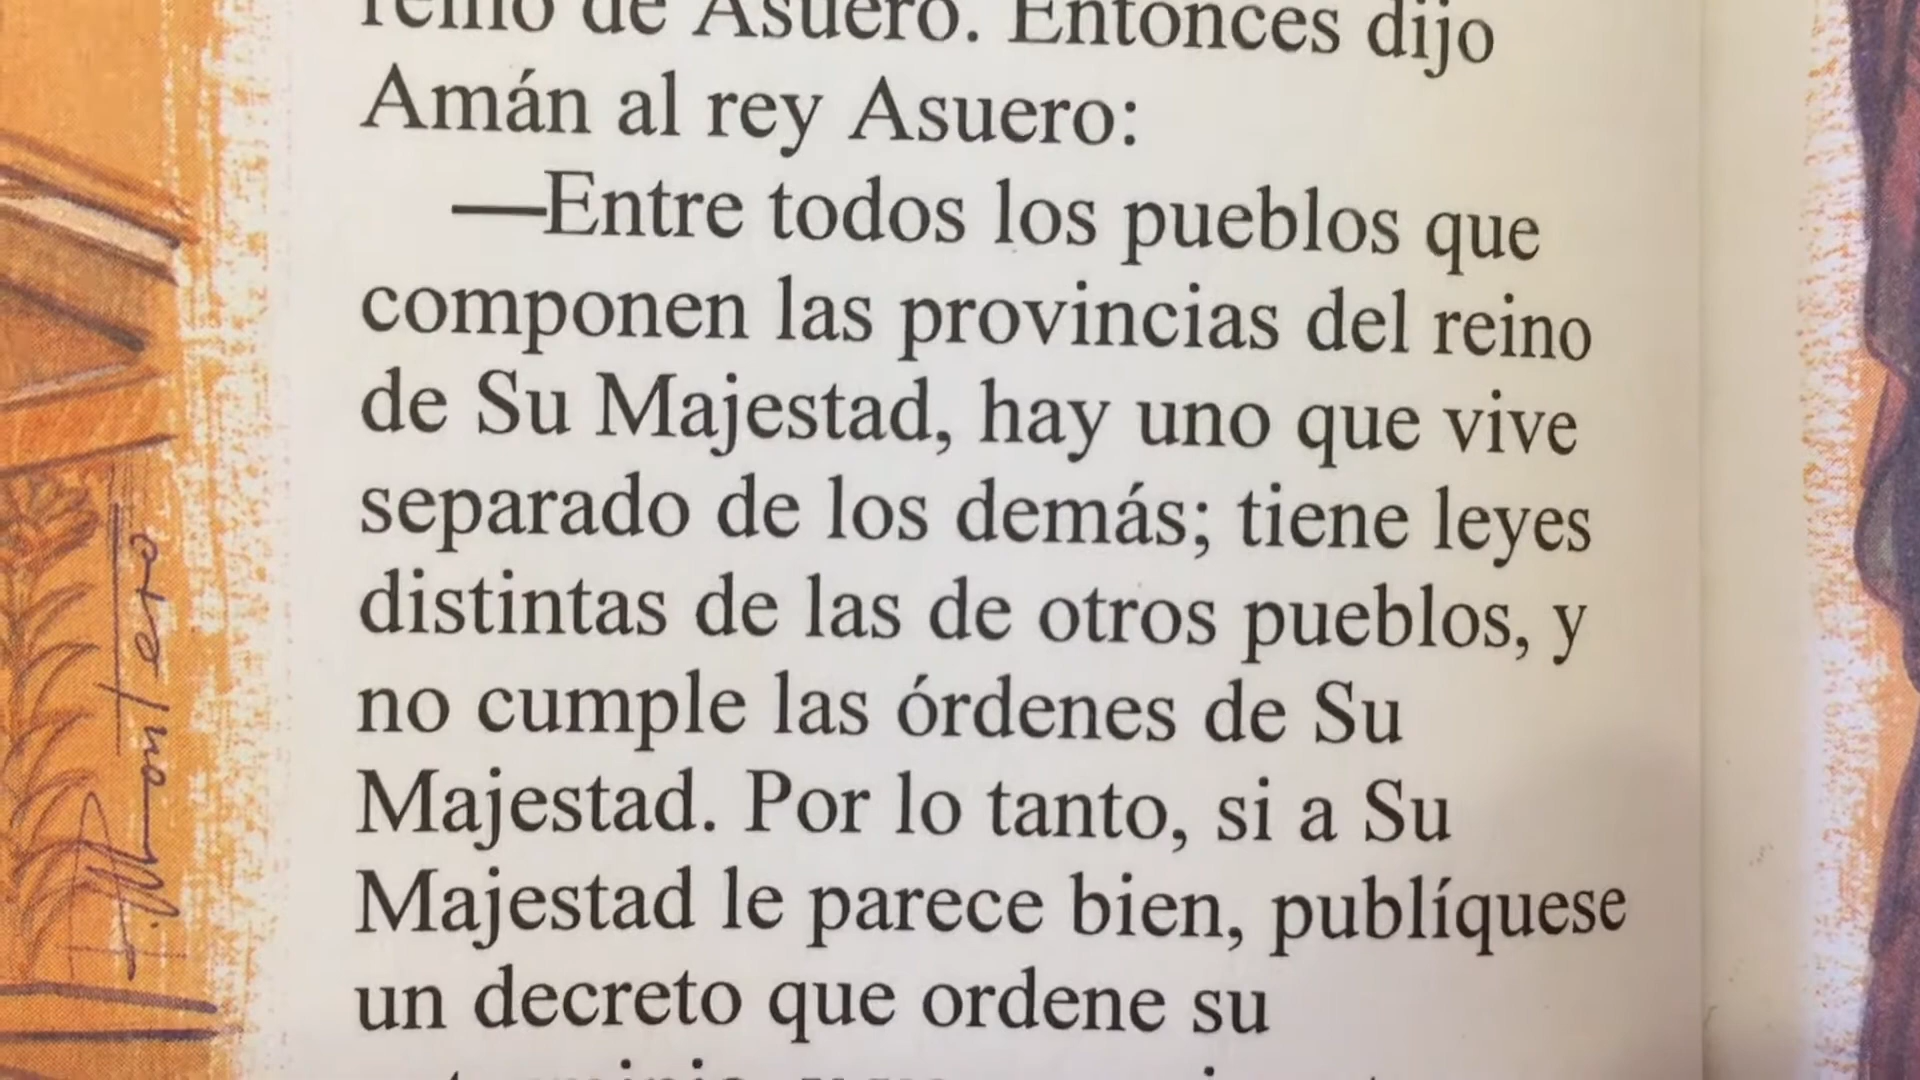 reino de Asuero. Entonces dijo
Amán al rey Asuero:
—Entre todos los pueblos que
componen las provincias del reino
de Su Majestad, hay uno que vive
separado de los demás; tiene leyes
distintas de las de otros pueblos, y
no cumple las órdenes de Su
Majestad. Por lo tanto, si a Su
Majestad le parece bien, publíquese
un decreto que ordene su